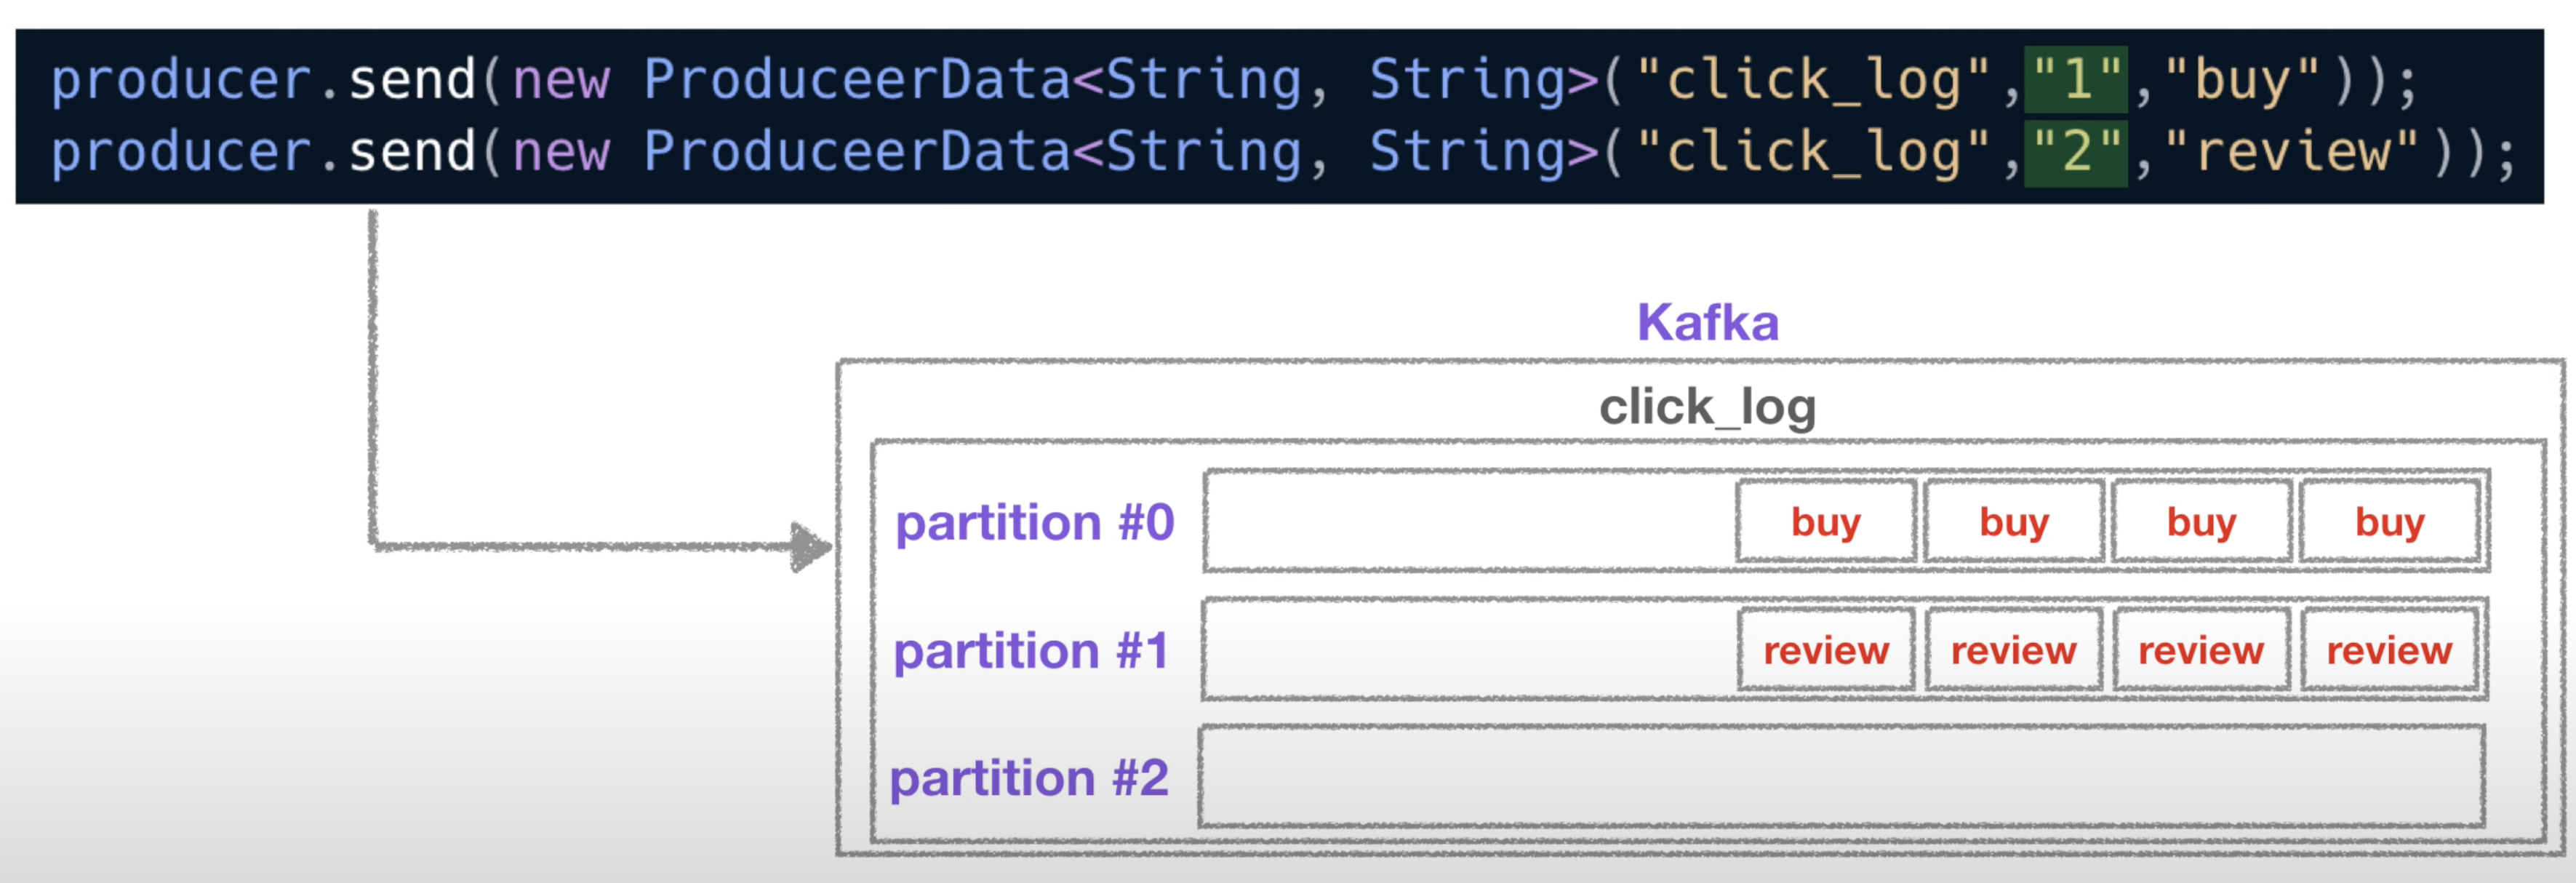 producer.send(new ProduceerData<String, String>("click_log","1","buy"));
producer.send(new ProduceerData<String, String>("click_log","2","review"));
Kafka
click_log
partition #0 buy buy buy buy
partition #1 review review review review
partition #2